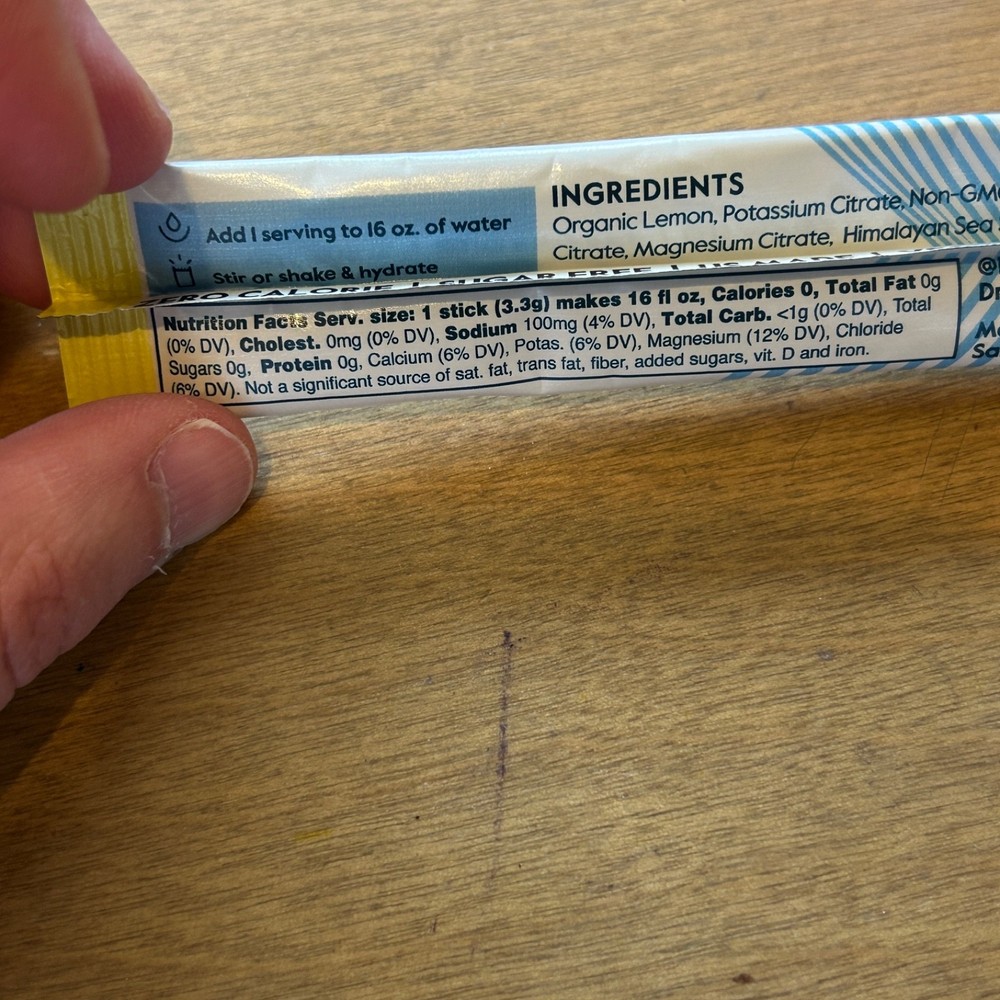 Add 1 serving to 16 oz. of water
Stir or shake & hydrate
INGREDIENTS
Organic Lemon, Potassium Citrate, Non-GMO
Citrate, Magnesium Citrate, Himalayan Sea
ZERO CALORIE | SUGAR FREE | US MADE |
Nutrition Facts Serv. size: 1 stick (3.3g) makes 16 fl oz, Calories 0, Total Fat 0g
(0% DV), Cholest. 0mg (0% DV), Sodium 100mg (4% DV), Total Carb. <1g (0% DV), Total
Sugars 0g, Protein 0g, Calcium (6% DV), Potas. (6% DV), Magnesium (12% DV), Chloride
(6% DV). Not a significant source of sat. fat, trans fat, fiber, added sugars, vit. D and iron.